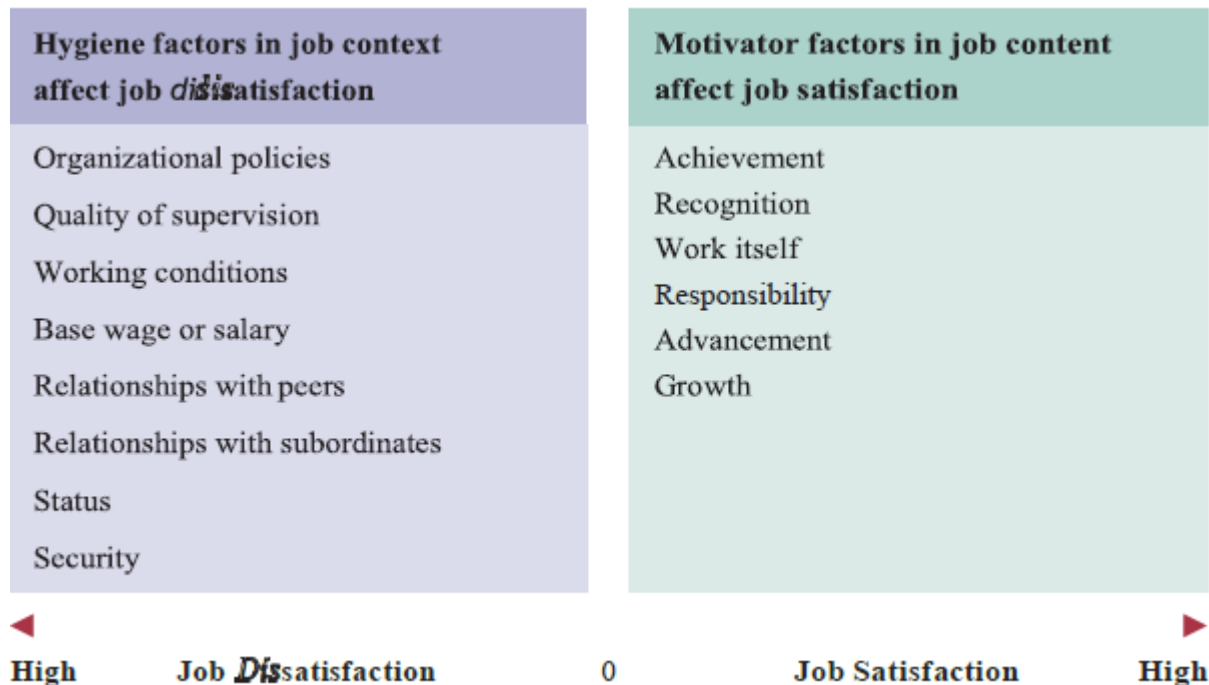 Hygiene factors in job context
affect job dissatisfaction
Organizational policies
Quality of supervision
Working conditions
Base wage or salary
Relationships with peers
Relationships with subordinates
Status
Security
Motivator factors in job content
affect job satisfaction
Achievement
Recognition
Work itself
Responsibility
Advancement
Growth
High Job Dissatisfaction 0 Job Satisfaction High